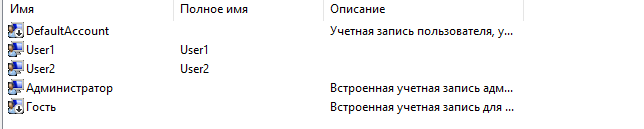 Имя Полное имя Описание
DefaultAccount Учетная запись пользователя, у...
User1 User1
User2 User2
Администратор Встроенная учетная запись адм...
Гость Встроенная учетная запись для ...